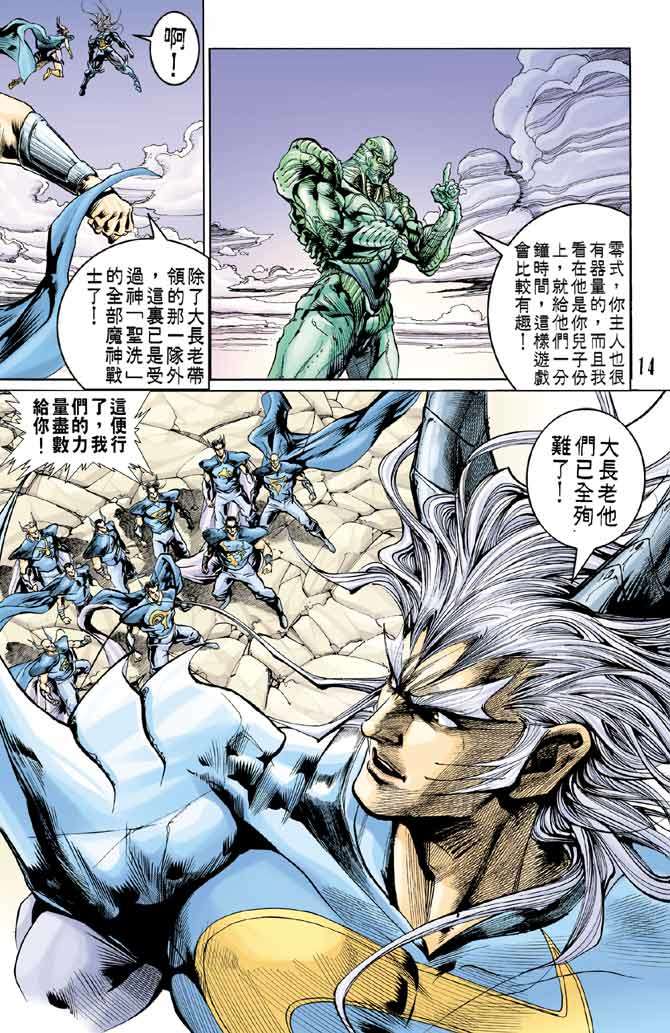 零式，你主人也很
有器量的，而且我
看在他是你兒子份
上，就給他們一分
鐘時間，這樣遊戲
會比較有趣！
14
啊！
除了大長老帶
領的那一隊外
，這裏已是受
過神「聖洗」
的全部魔神戰
士了！
大長老他
們已全殉
難了！
這便行
了，我
們的力
量盡數
給你！